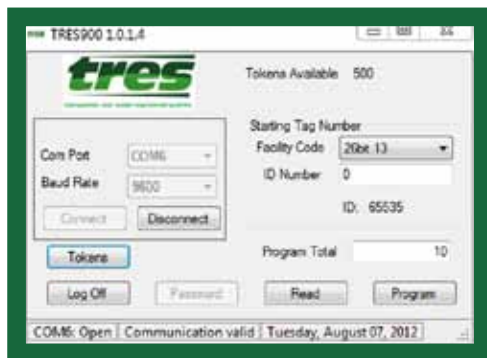 TRES900 1.0.1.4
tres
Tokens Available 500
Starting Tag Number
Facility Code 26bit 13
ID Number 0
ID: 65535
Com Port COM6
Baud Rate 9600
Connect Disconnect
Tokens
Program Total 10
Log Off Password Read Program
COM6: Open Communication valid Tuesday, August 07, 2012